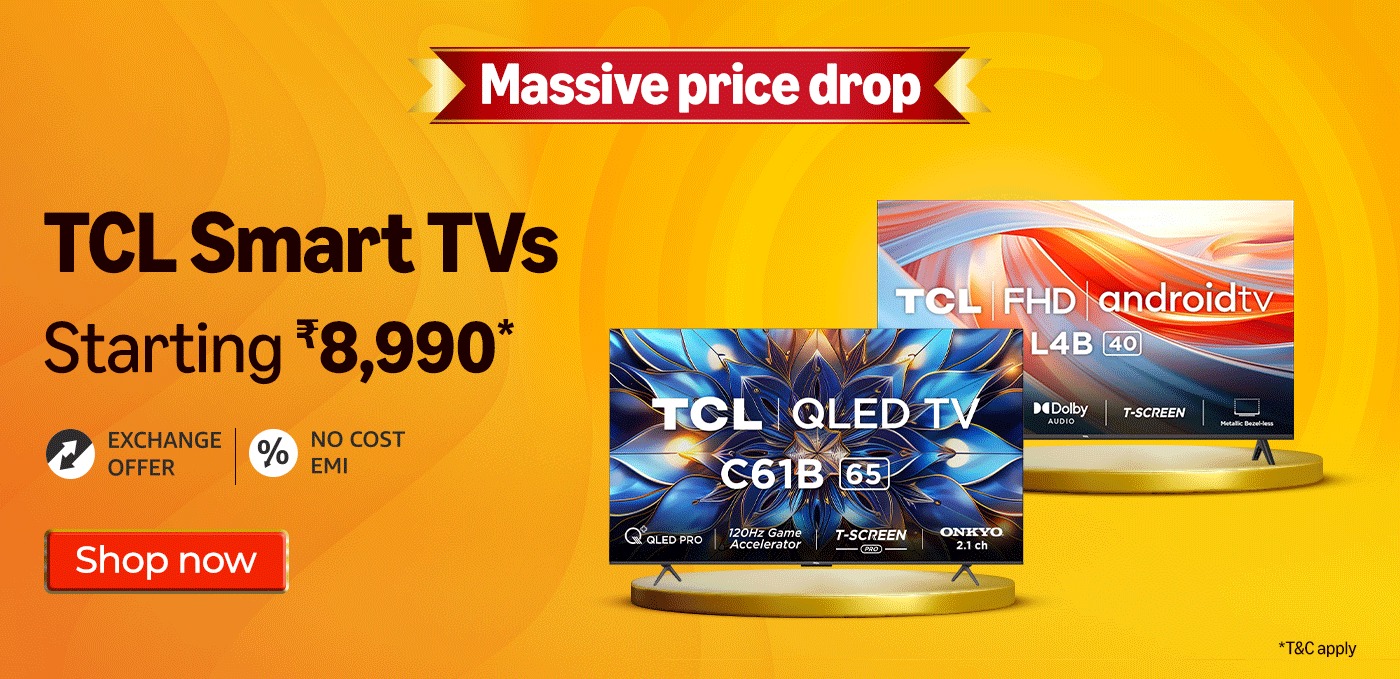 Massive price drop
TCL Smart TVs
Starting ₹8,990*
EXCHANGE
OFFER
NO COST
EMI
Shop now
TCL | FHD | androidtv
L4B 40
Dolby
AUDIO
T-SCREEN
Metallic Bezel-less
TCL | QLED TV
C61B 65
QLED PRO
120Hz Game
Accelerator
T-SCREEN
PRO
ONKYO
2.1 ch
*T&C apply